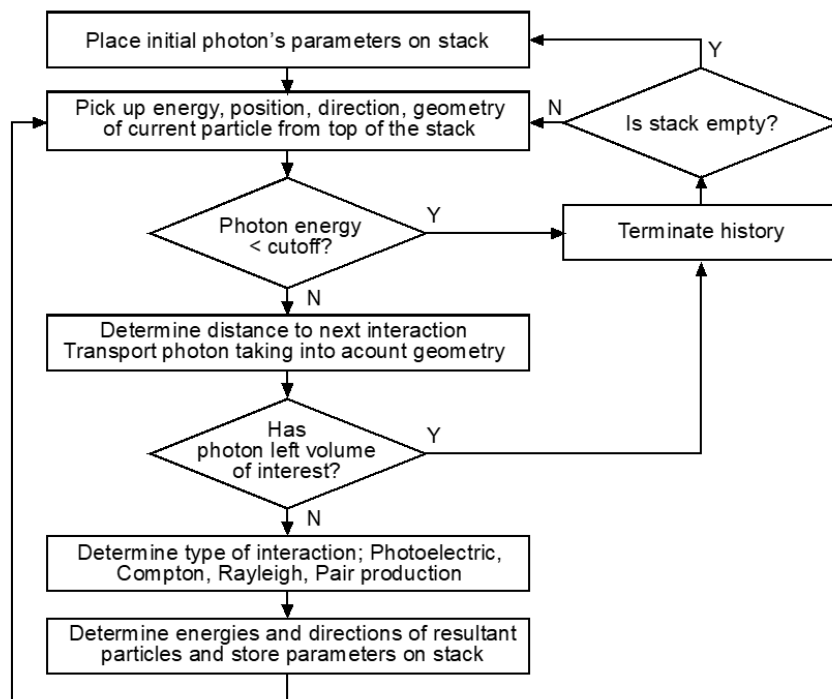 Place initial photon's parameters on stack
Y
Pick up energy, position, direction, geometry
of current particle from top of the stack
N
Is stack empty?
Photon energy
< cutoff?
Y
Terminate history
N
Determine distance to next interaction
Transport photon taking into acount geometry
Has
photon left volume
of interest?
Y
N
Determine type of interaction; Photoelectric,
Compton, Rayleigh, Pair production
Determine energies and directions of resultant
particles and store parameters on stack